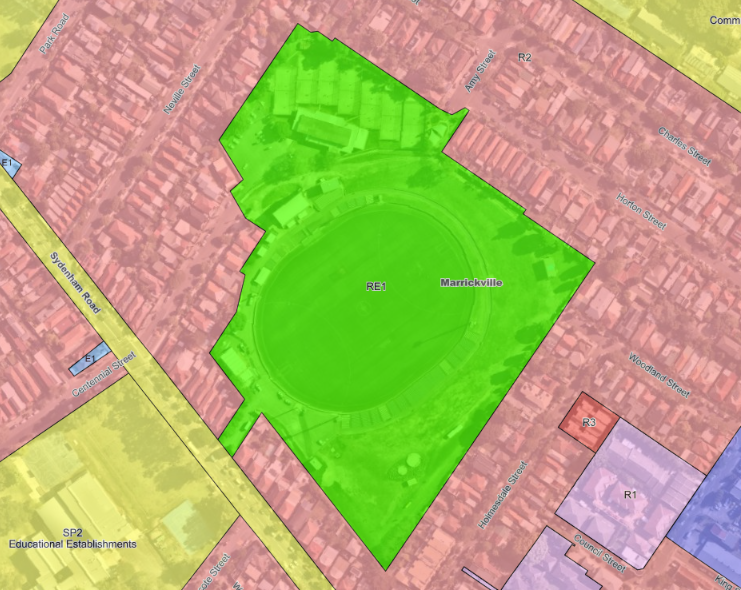 Comm
Park Road
R2
Amy Street
Neville Street
Charles Street
E1
Horton Street
Sydenham Road
RE1
Marrickville
E1
Centennial Street
Woodland Street
R3
Holmesdale Street
R1
SP2
Educational Establishments
Council Street
King